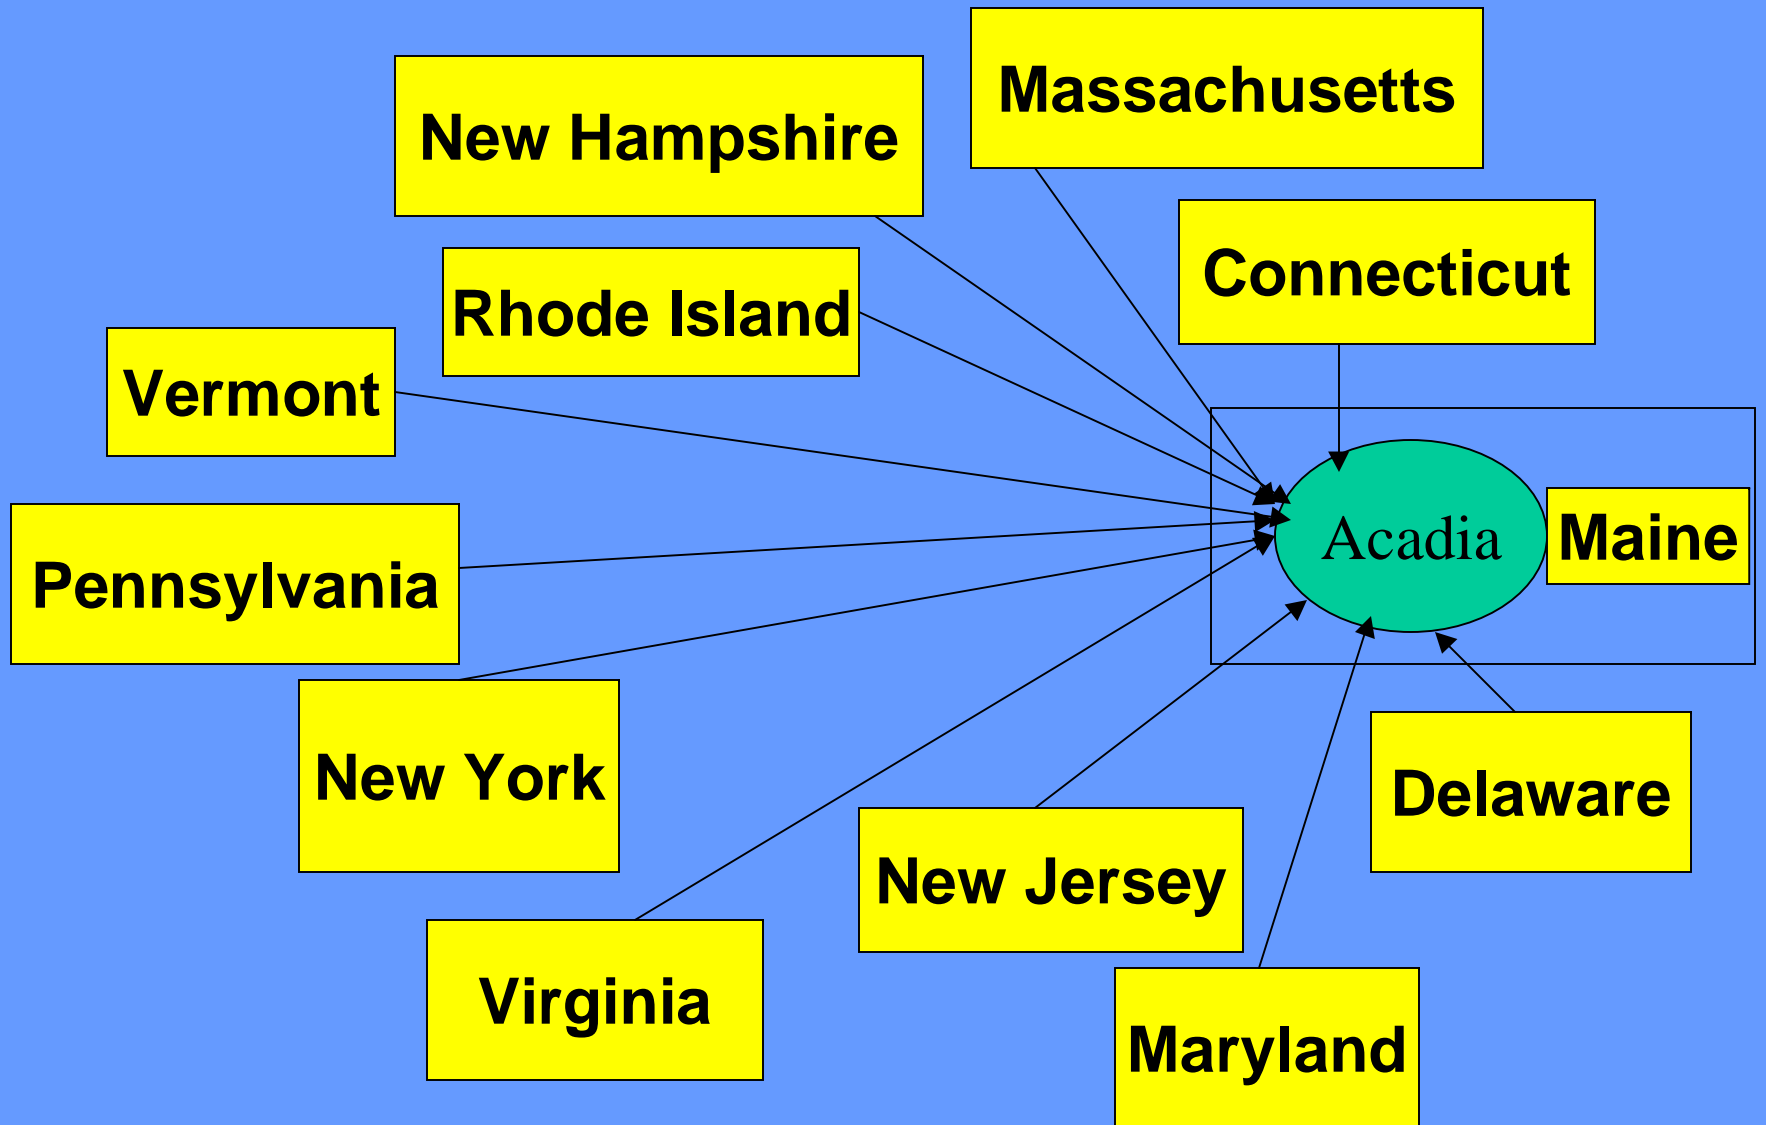 Massachusetts
New Hampshire
Connecticut
Rhode Island
Vermont
Acadia
Maine
Pennsylvania
New York
Delaware
New Jersey
Virginia
Maryland